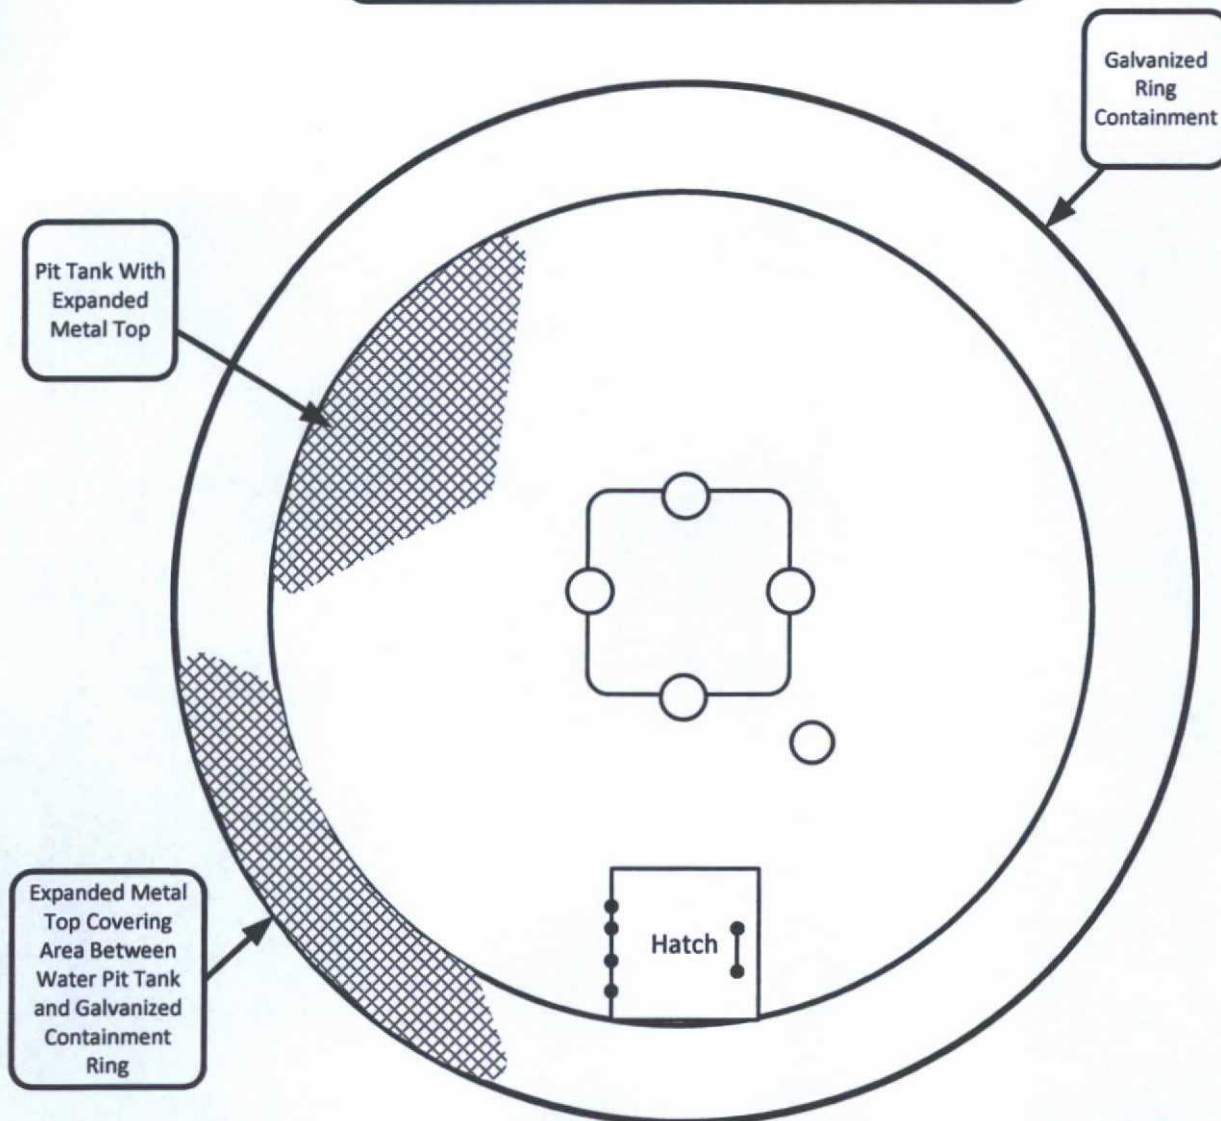 Galvanized
Ring
Containment
Pit Tank With
Expanded
Metal Top
Expanded Metal
Top Covering
Area Between
Water Pit Tank
and Galvanized
Containment
Ring
Hatch